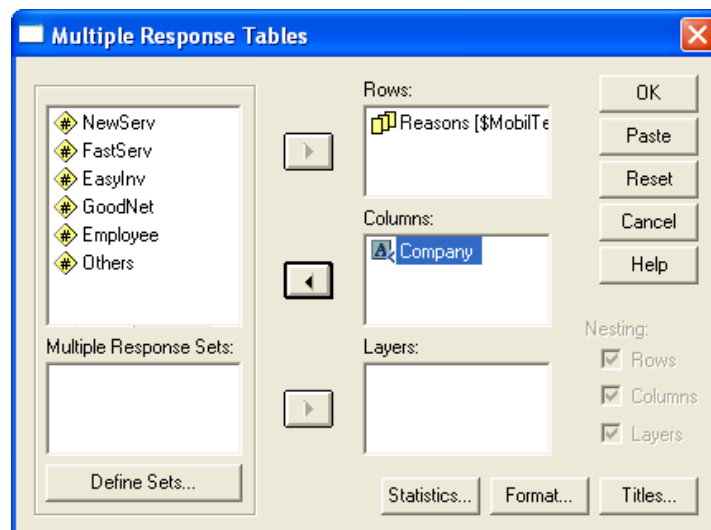 Multiple Response Tables
NewServ
FastServ
EasyInv
GoodNet
Employee
Others
Multiple Response Sets:
Define Sets...
Rows:
Reasons [$MobilTe
Columns:
Company
Layers:
OK
Paste
Reset
Cancel
Help
Nesting:
Rows
Columns
Layers
Statistics...
Format...
Titles...